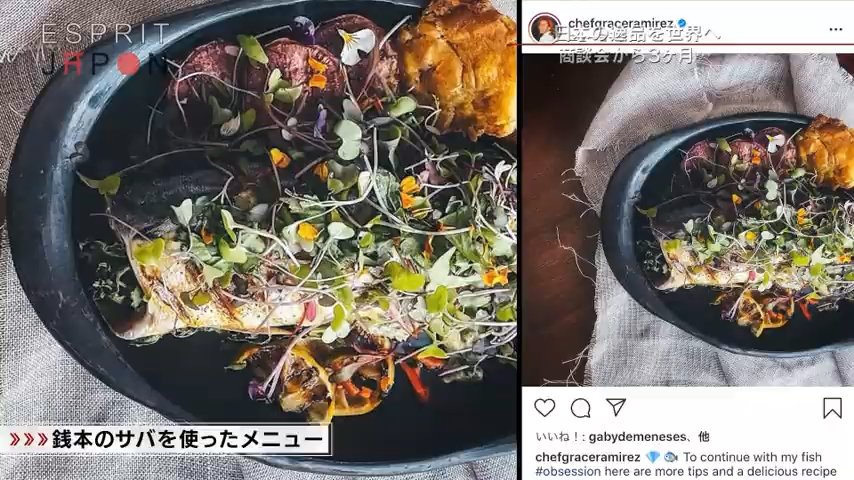 ESPRIT
JAPON
chefgraceramirez
日本の逸品を世界へ
商談会から3ヶ月…
銭本のサバを使ったメニュー
いいね！: gabydemeneses、他
chefgraceramirez 💎 🐟 To continue with my fish
#obsession here are more tips and a delicious recipe